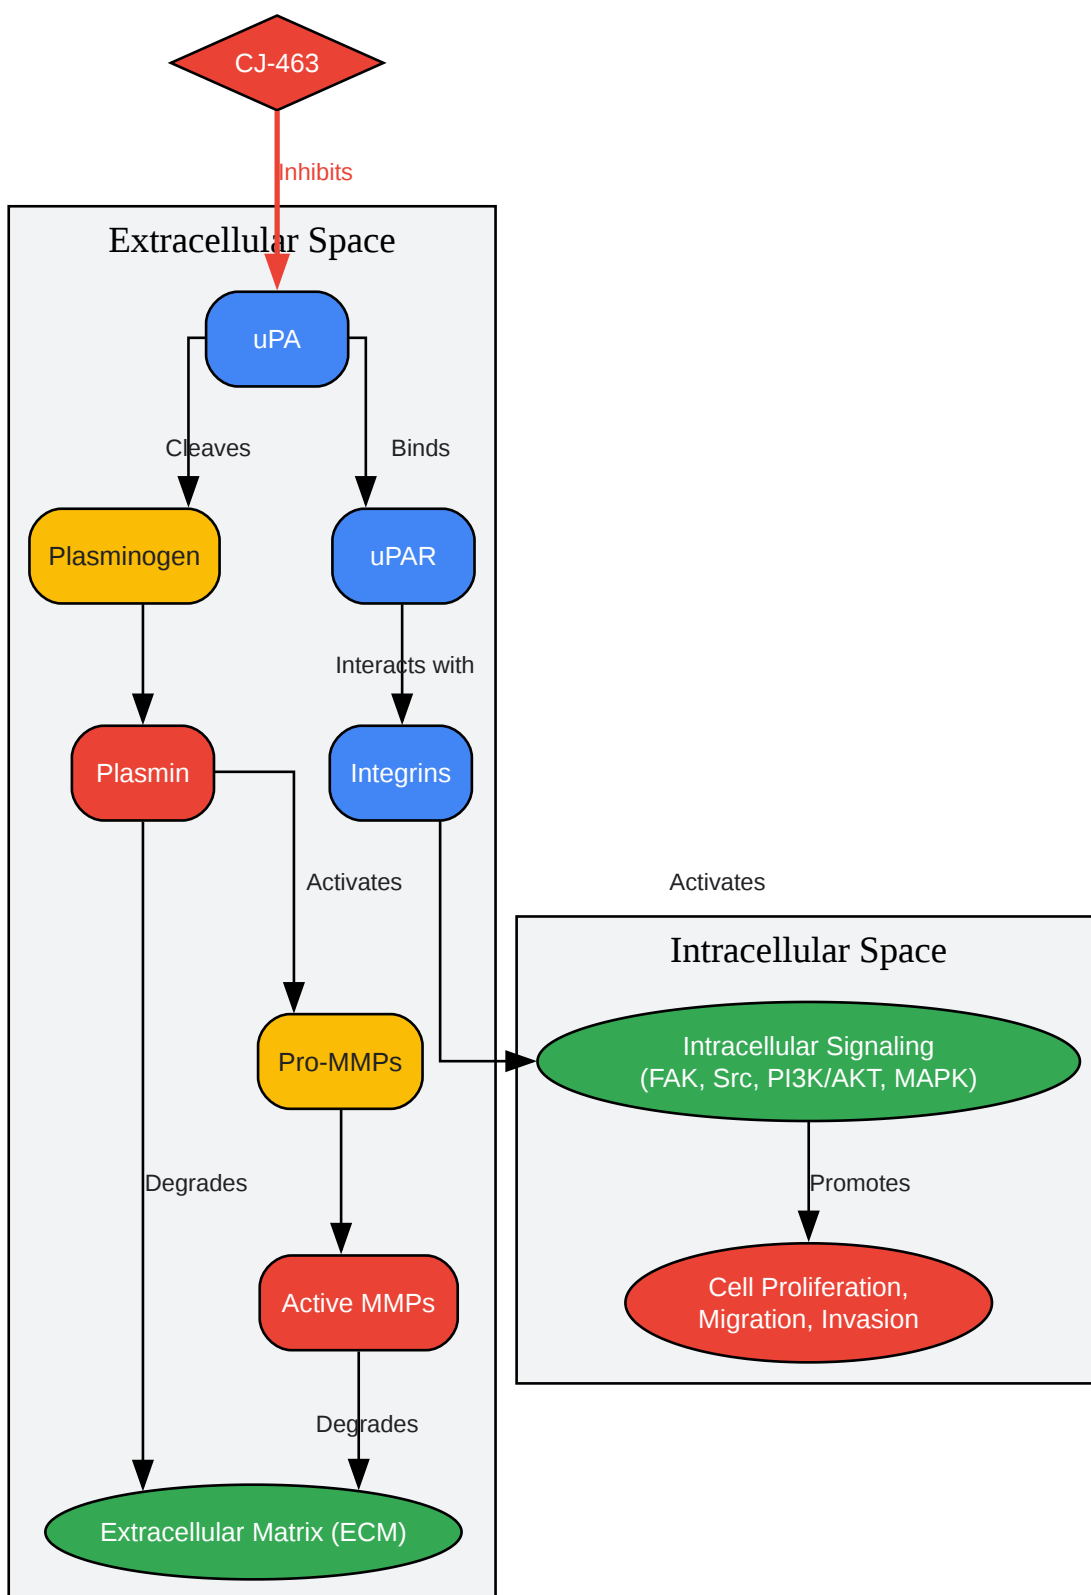 CJ-463
Inhibits
Extracellular Space
uPA
Cleaves
Binds
Plasminogen
uPAR
Interacts with
Plasmin
Integrins
Activates
Activates
Intracellular Space
Intracellular Signaling
(FAK, Src, PI3K/AKT, MAPK)
Pro-MMPs
Degrades
Promotes
Active MMPs
Cell Proliferation,
Migration, Invasion
Degrades
Extracellular Matrix (ECM)